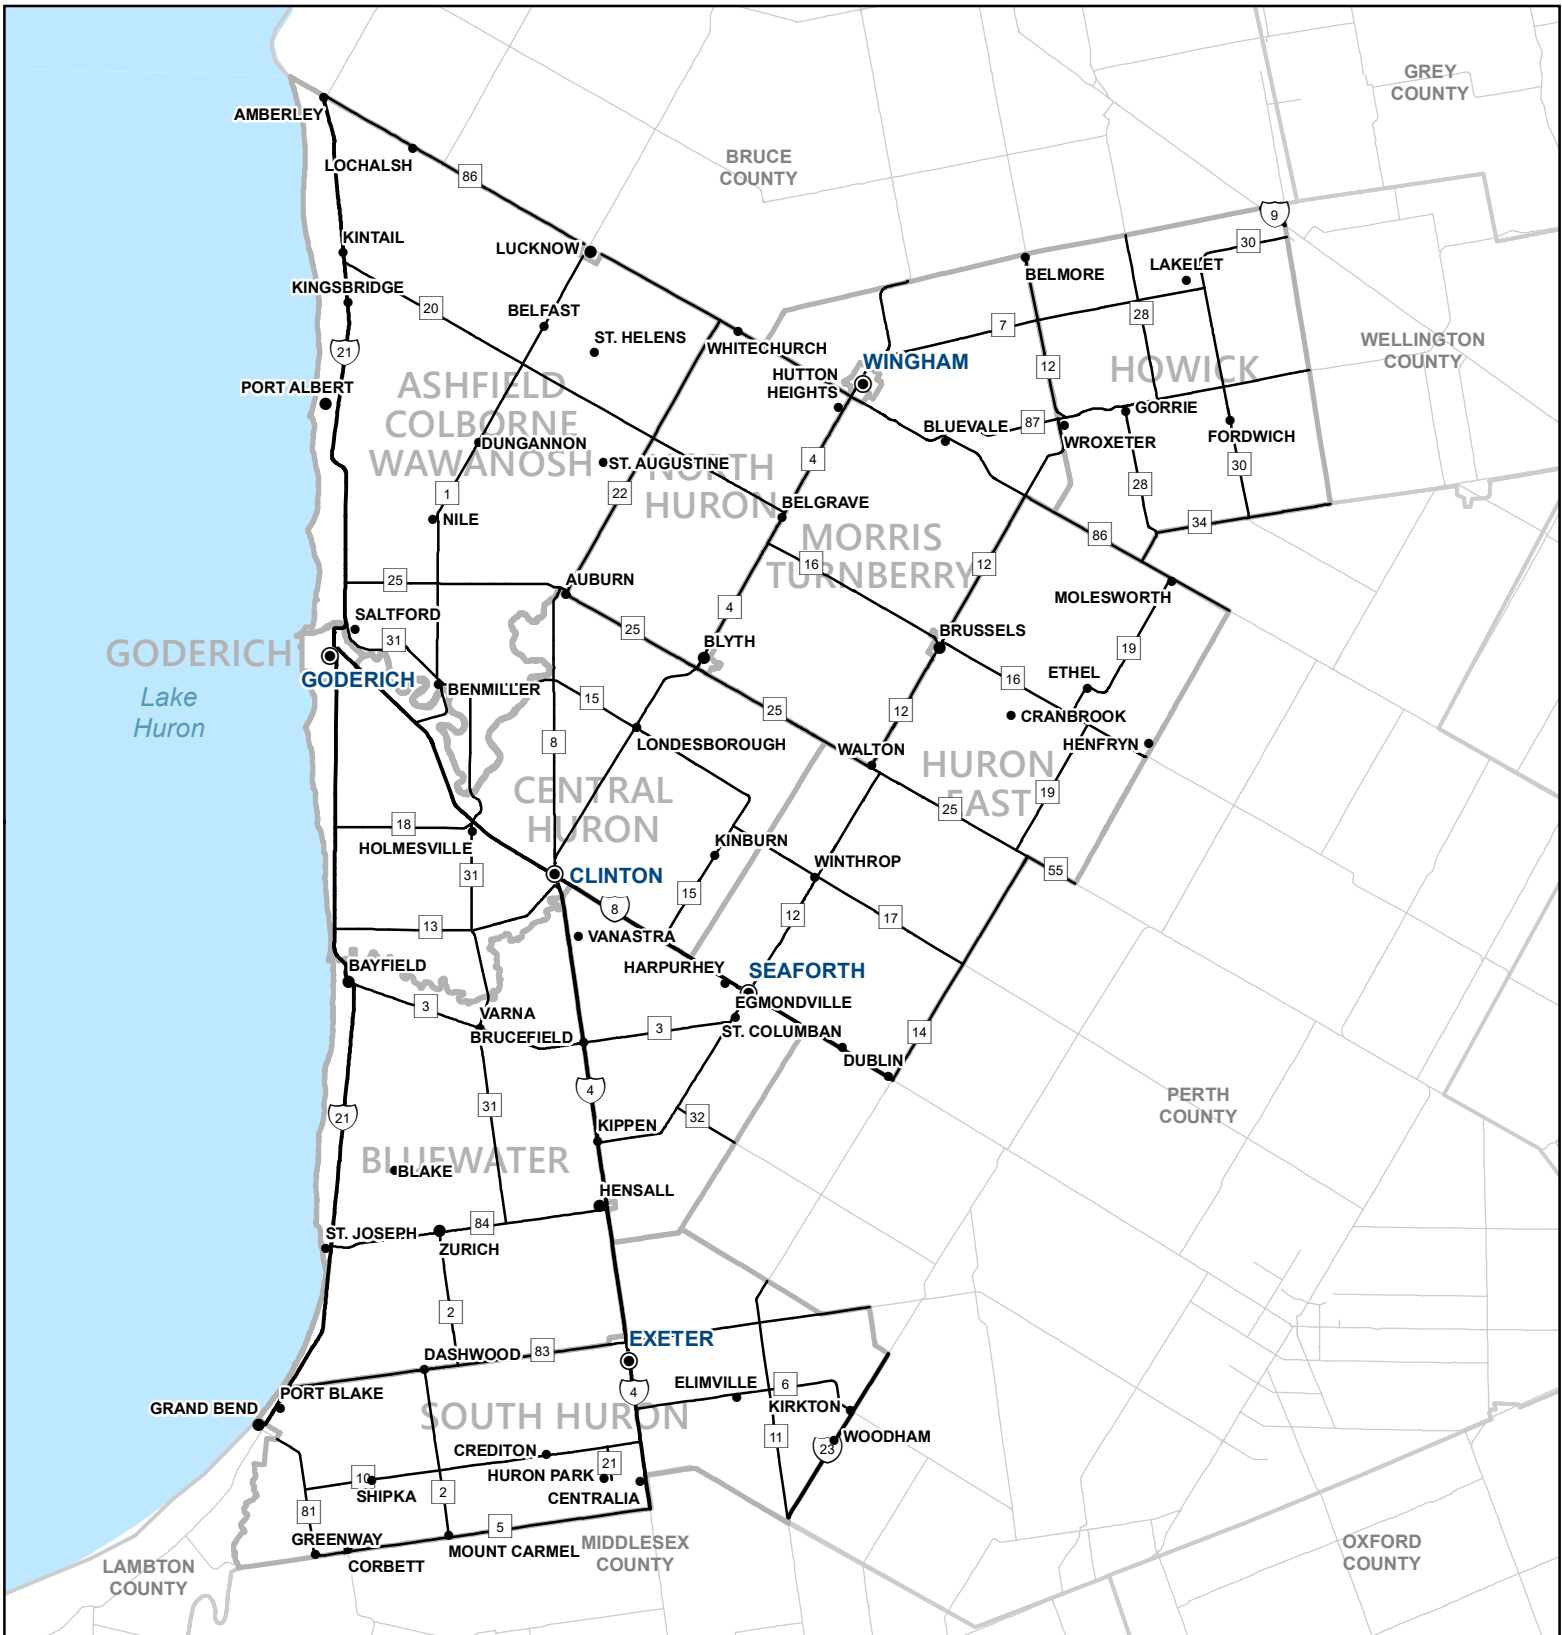 GREY
COUNTY
AMBERLEY
LOCHALSH
86
BRUCE
COUNTY
9
KINTAIL
LUCKNOW
30
BELMORE
LAKELET
KINGSBRIDGE
20
BELFAST
28
7
ST. HELENS
21
WHITECHURCH
WELLINGTON
COUNTY
WINGHAM
HUTTON
HEIGHTS
12
HOWICK
PORT ALBERT
ASHFIELD
COLBORNE
WAWANOSH
GORRIE
87
BLUEVALE
WROXETER
FORDWICH
DUNGANNON
4
ST. AUGUSTINE
NORTH
HURON
30
1
22
28
BELGRAVE
NILE
34
86
MORRIS
TURNBERRY
16
12
25
AUBURN
MOLESWORTH
4
SALTFORD
25
31
BLYTH
BRUSSELS
19
GODERICH
GODERICH
Lake
Huron
BENMILLER
ETHEL
16
15
25
12
CRANBROOK
8
LONDESBOROUGH
HENFRYN
WALTON
HURON
EAST
CENTRAL
HURON
19
25
18
HOLMESVILLE
KINBURN
WINTHROP
55
31
CLINTON
15
8
12
17
13
VANASTRA
BAYFIELD
HARPURHEY
SEAFORTH
3
VARNA
EGMONDVILLE
BRUCEFIELD
3
ST. COLUMBAN
14
DUBLIN
4
PERTH
COUNTY
31
21
32
KIPPEN
BLUEWATER
BLAKE
HENSALL
84
ST. JOSEPH
ZURICH
2
EXETER
DASHWOOD
83
PORT BLAKE
4
ELIMVILLE
6
GRAND BEND
KIRKTON
SOUTH HURON
11
WOODHAM
23
CREDITON
21
HURON PARK
10
SHIPKA
2
CENTRALIA
81
5
GREENWAY
MOUNT CARMEL
MIDDLESEX
COUNTY
OXFORD
COUNTY
CORBETT
LAMBTON
COUNTY